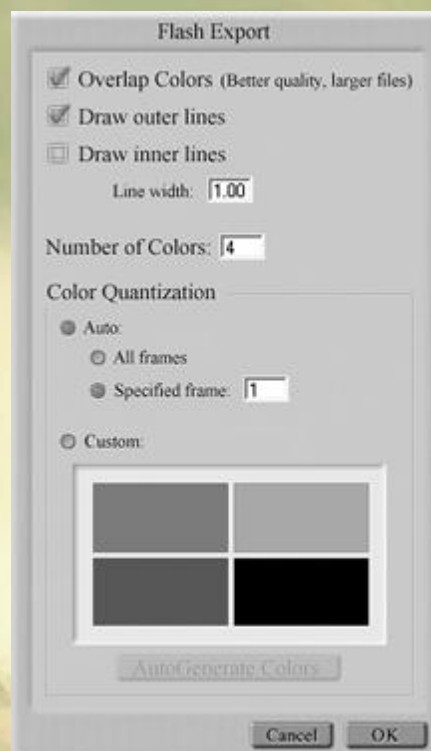 Flash Export
Overlap Colors (Better quality, larger files)
Draw outer lines
Draw inner lines
Line width: 1.00
Number of Colors: 4
Color Quantization
Auto:
All frames
Specified frame: 1
Custom:
AutoGenerate Colors
Cancel OK